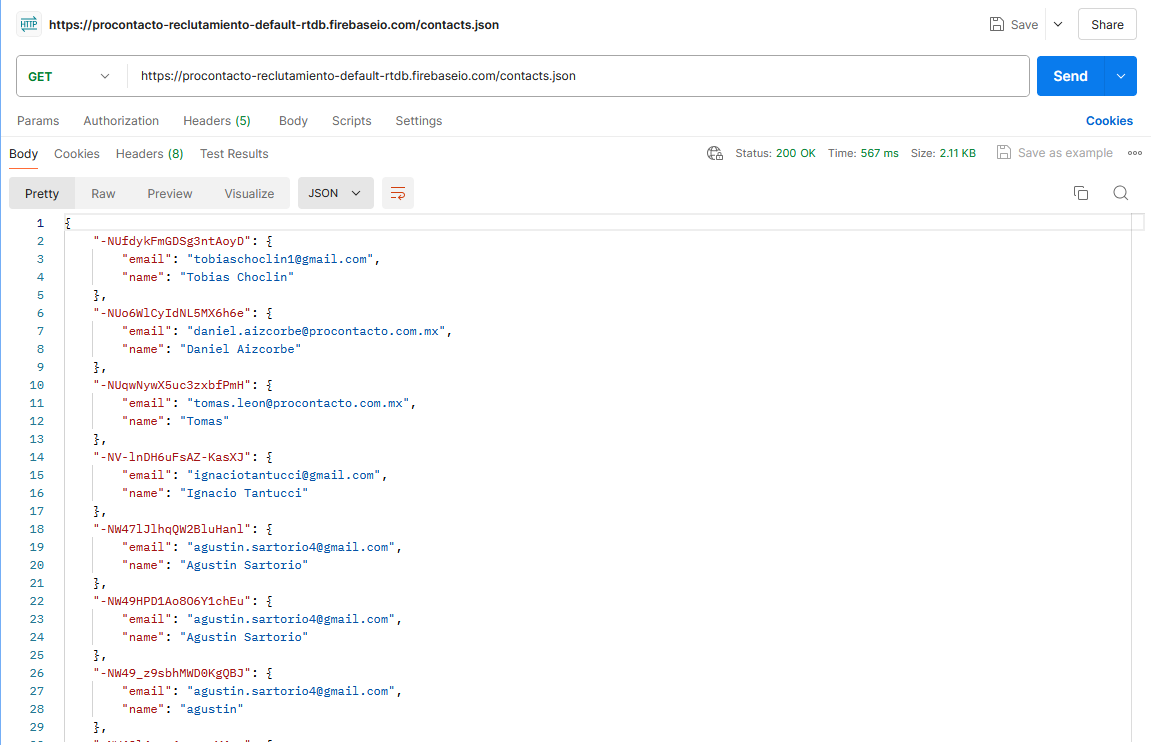 HTTP https://procontacto-reclutamiento-default-rtdb.firebaseio.com/contacts.json Save Share
GET https://procontacto-reclutamiento-default-rtdb.firebaseio.com/contacts.json Send
Params Authorization Headers (5) Body Scripts Settings Cookies
Body Cookies Headers (8) Test Results Status: 200 OK Time: 567 ms Size: 2.11 KB Save as example
Pretty Raw Preview Visualize JSON
1 {
2 "-NUfdykFmGDSg3ntAoyD": {
3 "email": "tobiaschoclin1@gmail.com",
4 "name": "Tobias Choclin"
5 },
6 "-NUo6WlCyIdNL5MX6h6e": {
7 "email": "daniel.aizcorbe@procontacto.com.mx",
8 "name": "Daniel Aizcorbe"
9 },
10 "-NUqwNywX5uc3zxbfPmH": {
11 "email": "tomas.leon@procontacto.com.mx",
12 "name": "Tomas"
13 },
14 "-NV-lnDH6uFsAZ-KasXJ": {
15 "email": "ignaciotantucci@gmail.com",
16 "name": "Ignacio Tantucci"
17 },
18 "-NW47lJlhqQW2BluHanl": {
19 "email": "agustin.sartorio4@gmail.com",
20 "name": "Agustin Sartorio"
21 },
22 "-NW49HPD1Ao8O6Y1chEu": {
23 "email": "agustin.sartorio4@gmail.com",
24 "name": "Agustin Sartorio"
25 },
26 "-NW49_z9sbhMWD0KgQBJ": {
27 "email": "agustin.sartorio4@gmail.com",
28 "name": "agustin"
29 },